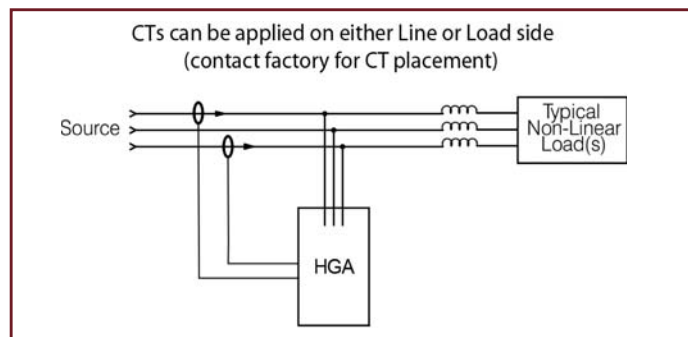 CTs can be applied on either Line or Load side
(contact factory for CT placement)
Source
Typical
Non-Linear
Load(s)
HGA